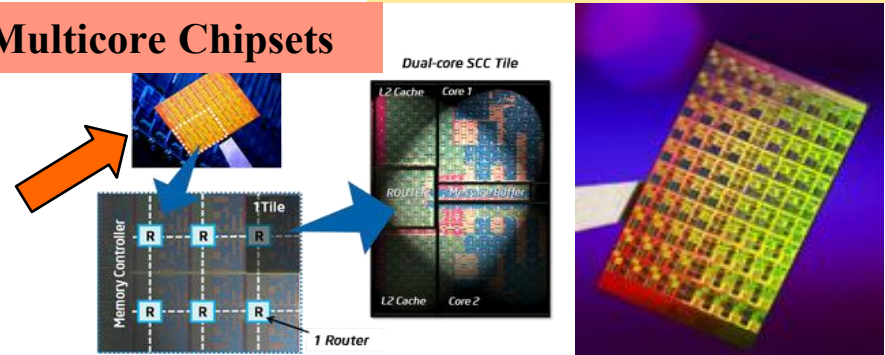 Multicore Chipsets
Dual-core SCC Tile
L2 Cache Core 1
ROUTER Message Buffer
L2 Cache Core 2
1Tile
Memory Controller
R R R
R R R
1 Router